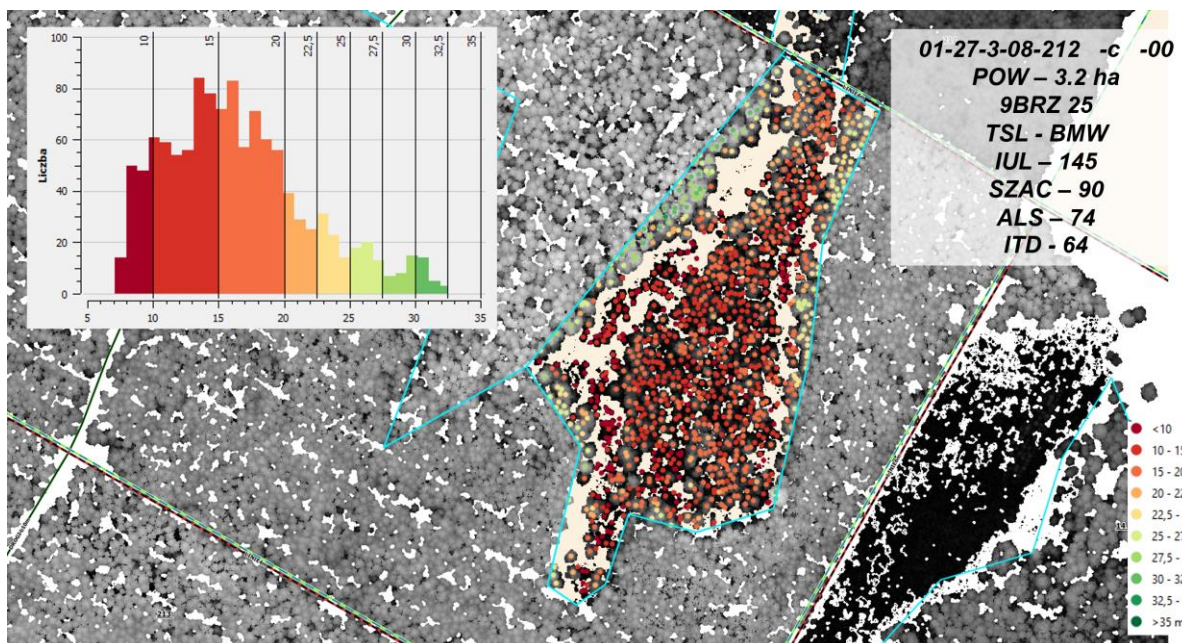 10 15 20 22,5 25 27,5 30 32,5 35
100
80
60
40
20
0
Liczba
5 10 15 20 25 30 35
01-27-3-08-212 -c -00
POW – 3.2 ha
9BRZ 25
TSL - BMW
IUL – 145
SZAC – 90
ALS – 74
ITD - 64
<10
10 - 15
15 - 20
20 - 22
22,5 -
25 - 27
27,5 -
30 - 32
32,5 -
>35 m